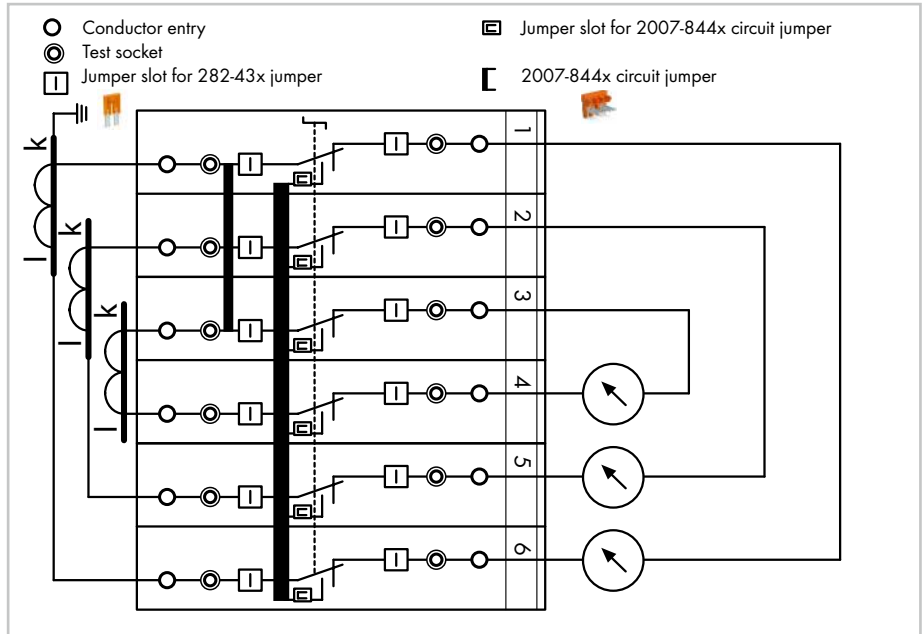 Conductor entry
Test socket
Jumper slot for 282-43x jumper
Jumper slot for 2007-844x circuit jumper
2007-844x circuit jumper
k
l
k
l
k
l
1
2
3
4
5
6